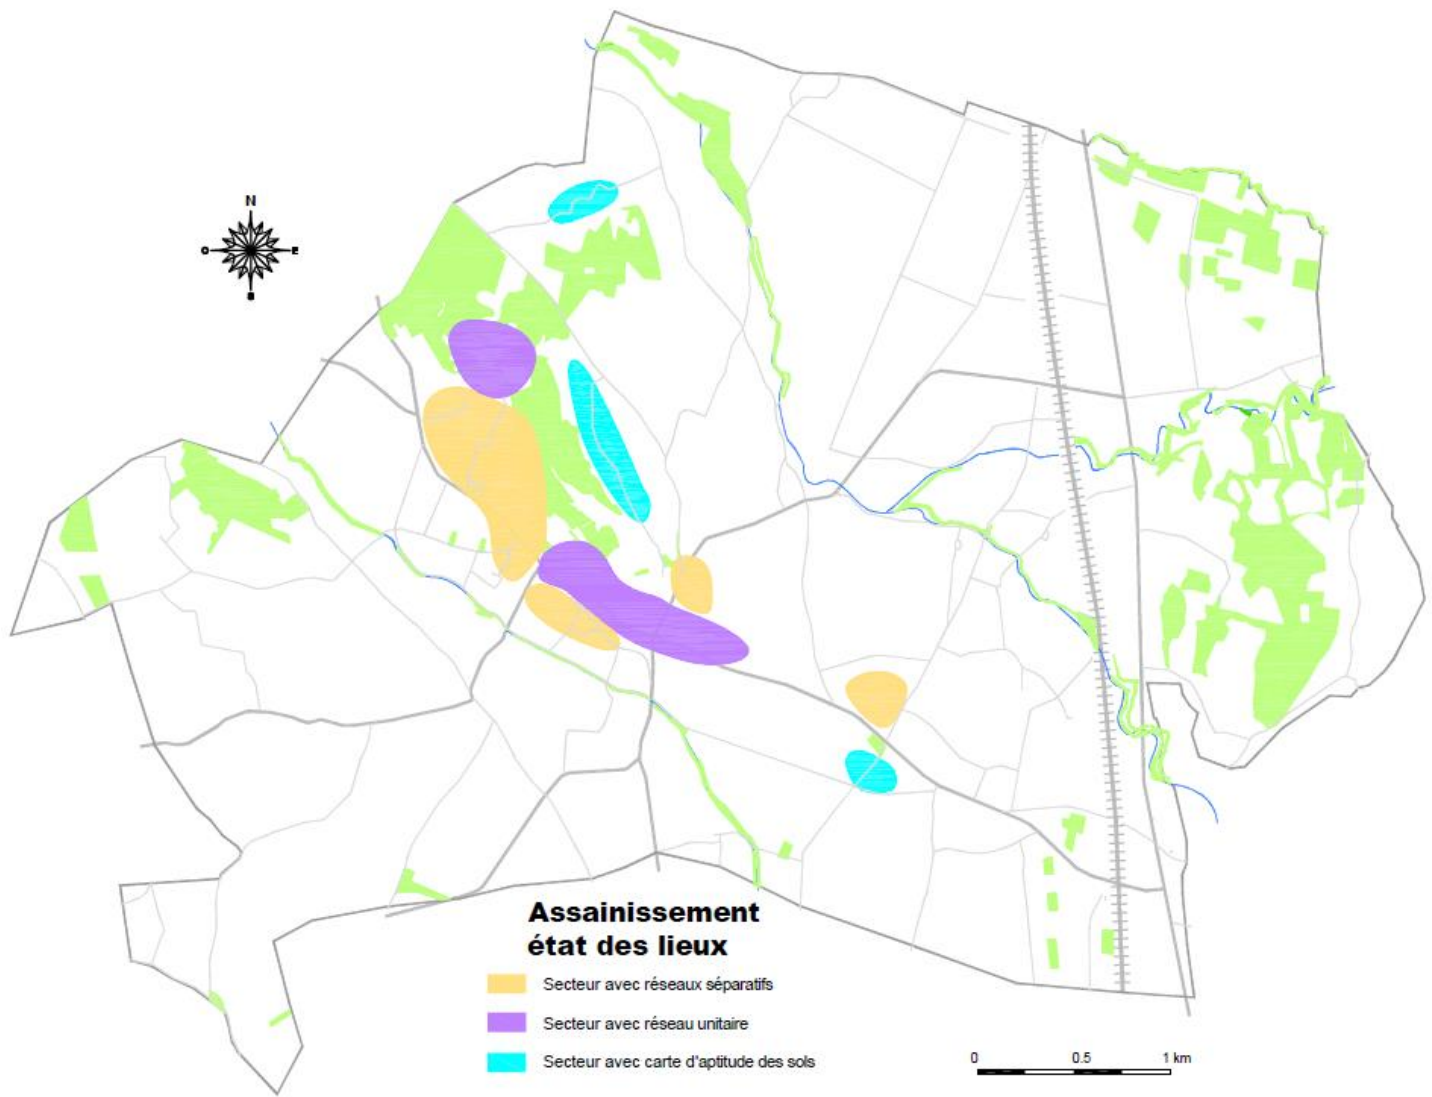 N
O
E
S
Assainissement
état des lieux
Secteur avec réseaux séparatifs
Secteur avec réseau unitaire
Secteur avec carte d'aptitude des sols
0 0.5 1 km